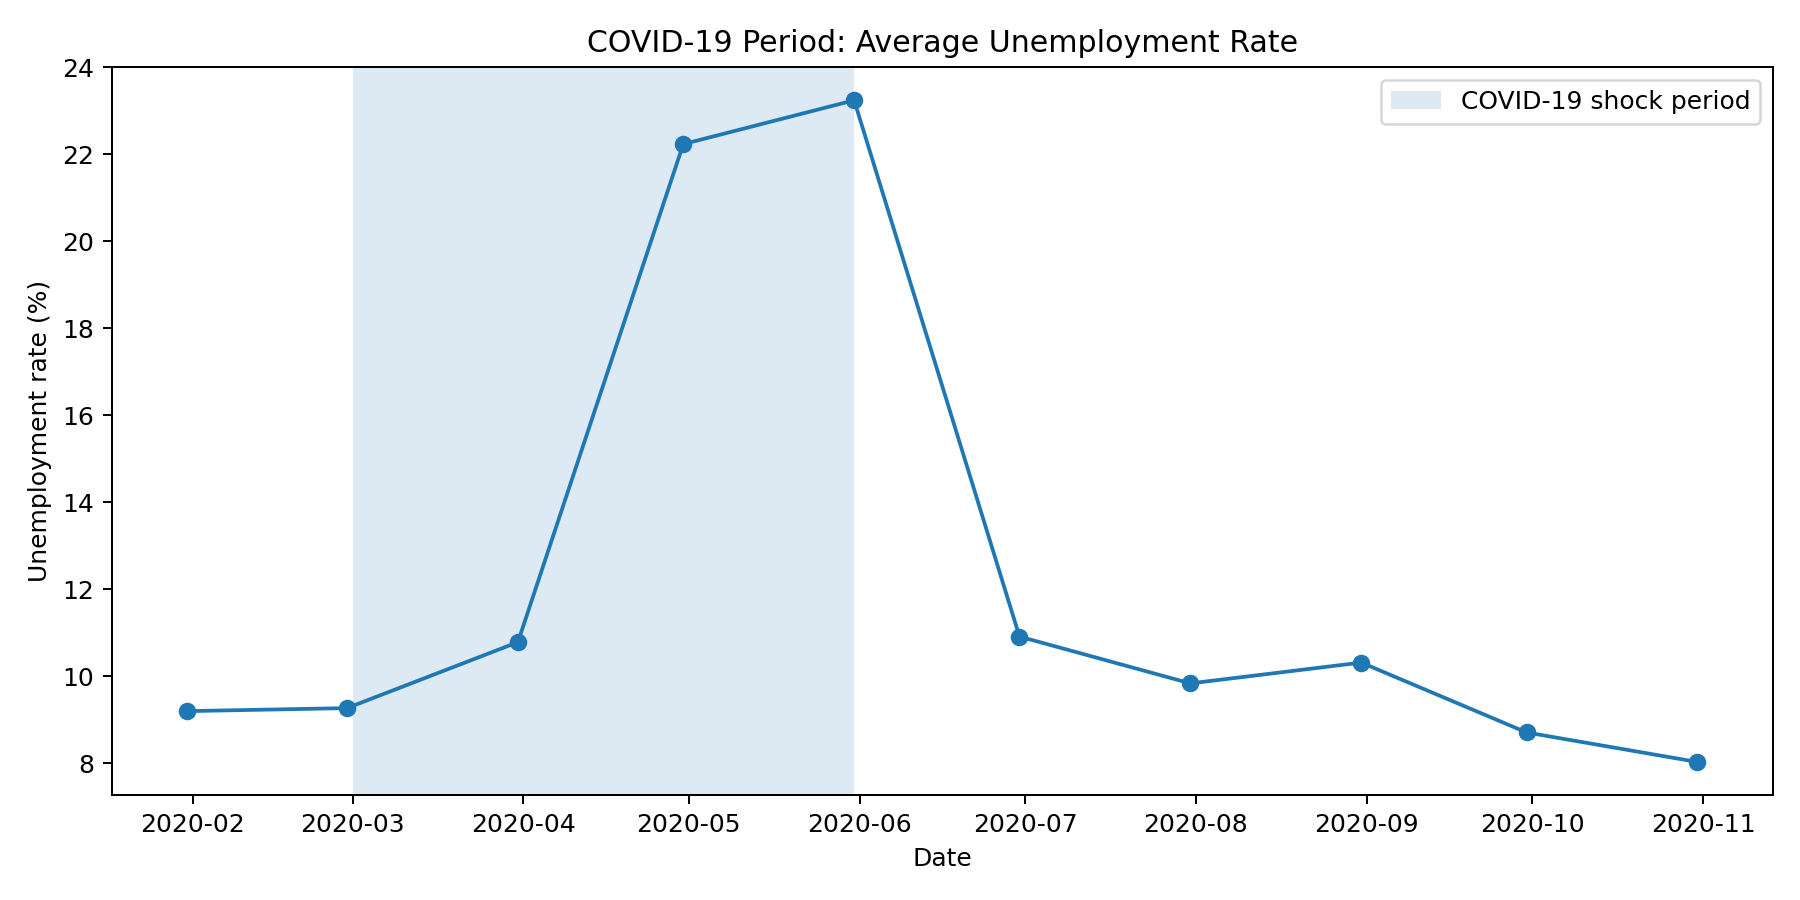 COVID-19 Period: Average Unemployment Rate
COVID-19 shock period
Unemployment rate (%)
24
22
20
18
16
14
12
10
8
2020-02 2020-03 2020-04 2020-05 2020-06 2020-07 2020-08 2020-09 2020-10 2020-11
Date